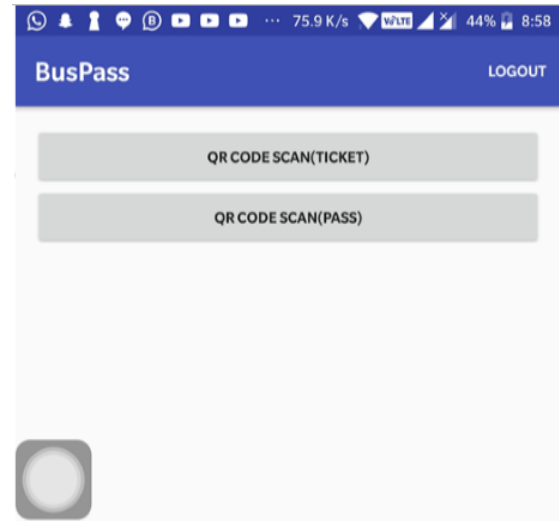 75.9 K/s VoLTE 44% 8:58
BusPass LOGOUT
QR CODE SCAN(TICKET)
QR CODE SCAN(PASS)